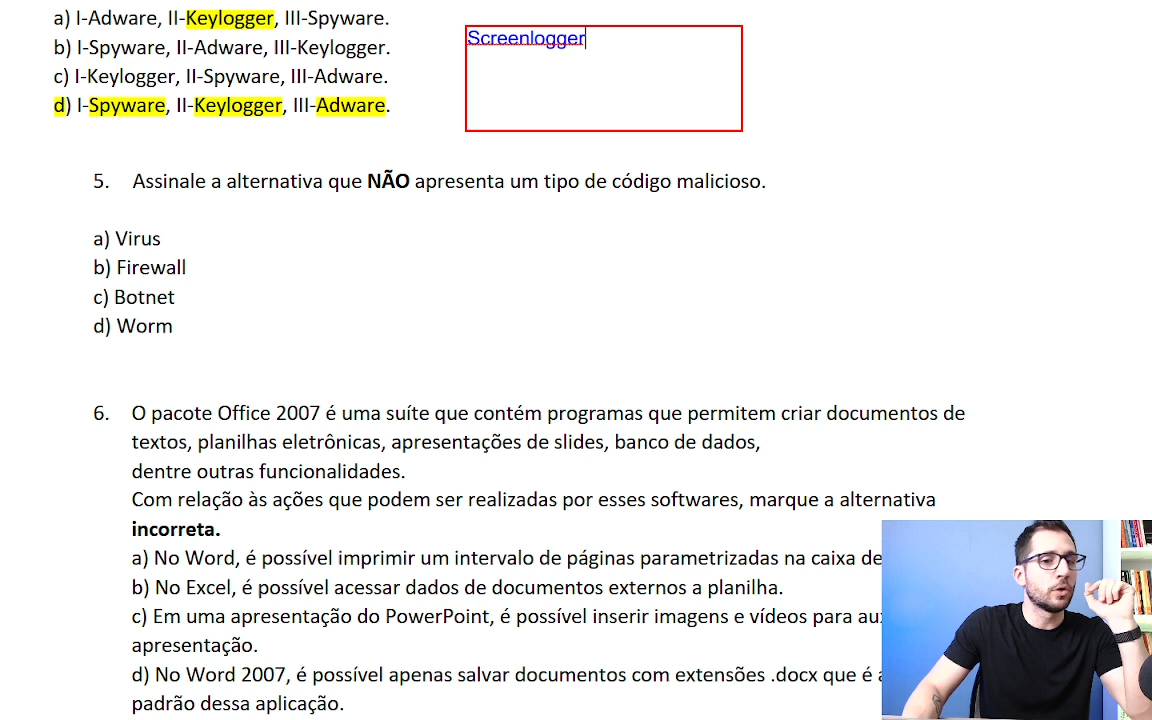 a) I-Adware, II-Keylogger, III-Spyware.
b) I-Spyware, II-Adware, III-Keylogger.
c) I-Keylogger, II-Spyware, III-Adware.
d) I-Spyware, II-Keylogger, III-Adware.
Screenlogger
5. Assinale a alternativa que NÃO apresenta um tipo de código malicioso.
a) Virus
b) Firewall
c) Botnet
d) Worm
6. O pacote Office 2007 é uma suíte que contém programas que permitem criar documentos de
textos, planilhas eletrônicas, apresentações de slides, banco de dados,
dentre outras funcionalidades.
Com relação às ações que podem ser realizadas por esses softwares, marque a alternativa
incorreta.
a) No Word, é possível imprimir um intervalo de páginas parametrizadas na caixa de
b) No Excel, é possível acessar dados de documentos externos a planilha.
c) Em uma apresentação do PowerPoint, é possível inserir imagens e vídeos para
apresentação.
d) No Word 2007, é possível apenas salvar documentos com extensões .docx que é
padrão dessa aplicação.